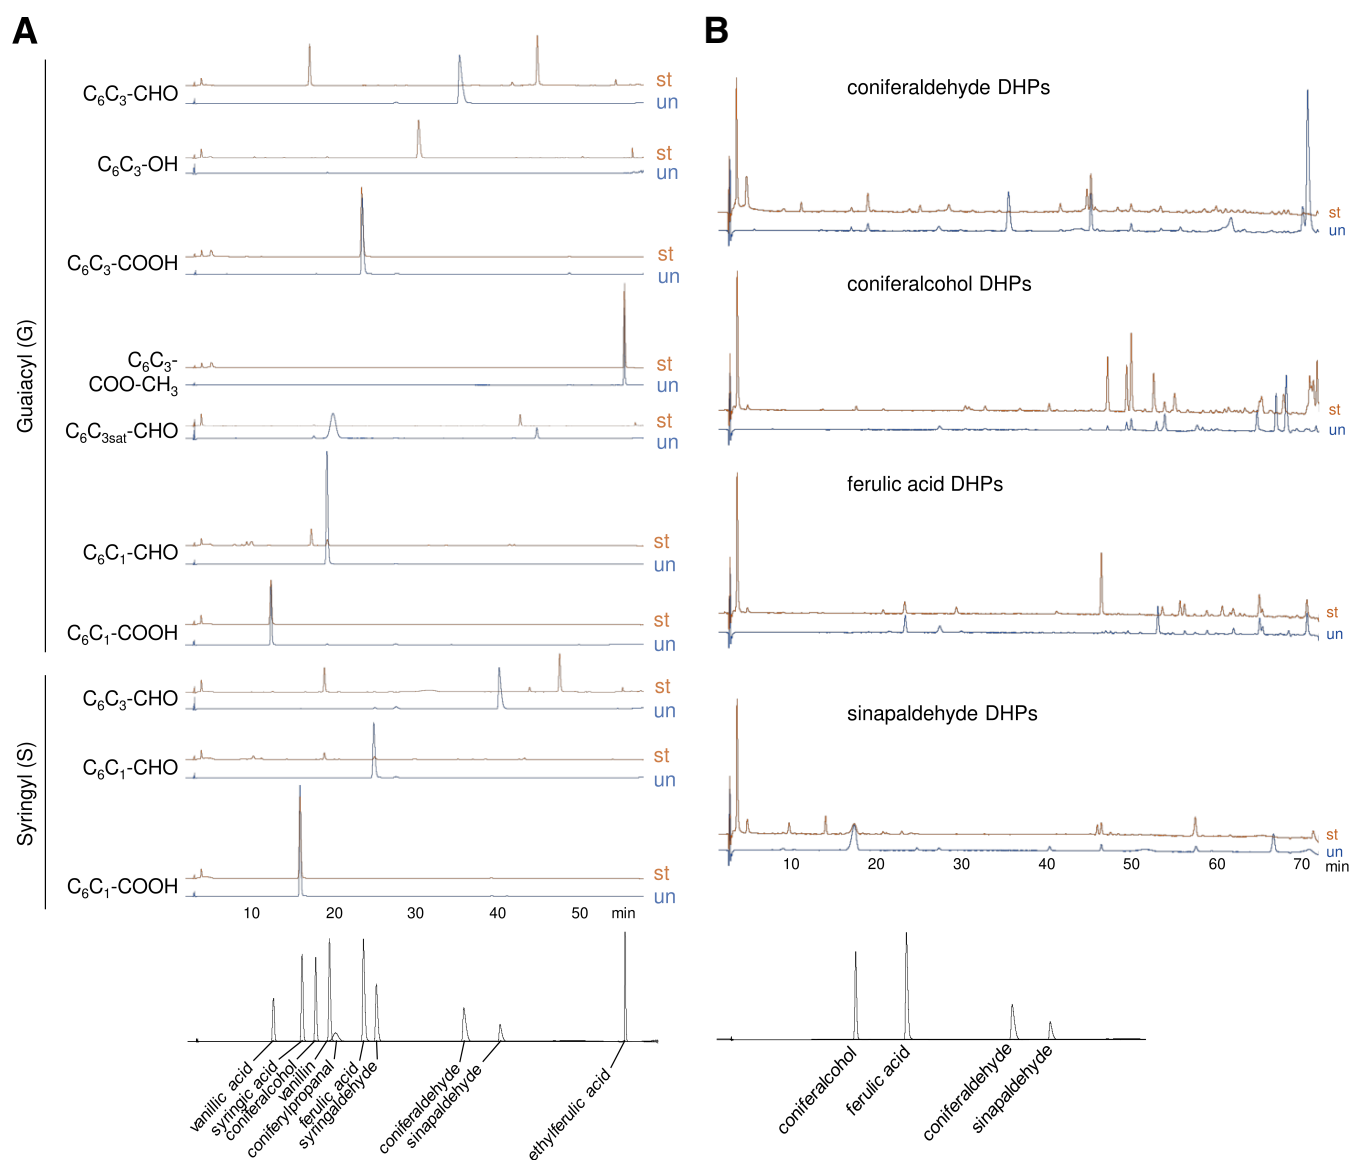 A
B
Guaiacyl (G)
Syringyl (S)
C6C3-CHO
st
un
C6C3-OH
st
un
C6C3-COOH
st
un
C6C3-
COO-CH3
st
un
C6C3sat-CHO
st
un
C6C1-CHO
st
un
C6C1-COOH
st
un
C6C3-CHO
st
un
C6C1-CHO
st
un
C6C1-COOH
st
un
10 20 30 40 50 min
vanillic acid
syringic acid
coniferalcohol
vanillin
coniferylpropanal
ferulic acid
syringaldehyde
coniferaldehyde
sinapaldehyde
ethylferulic acid
coniferaldehyde DHPs
st
un
coniferalcohol DHPs
st
un
ferulic acid DHPs
st
un
sinapaldehyde DHPs
st
un
10 20 30 40 50 60 70 min
coniferalcohol
ferulic acid
coniferaldehyde
sinapaldehyde